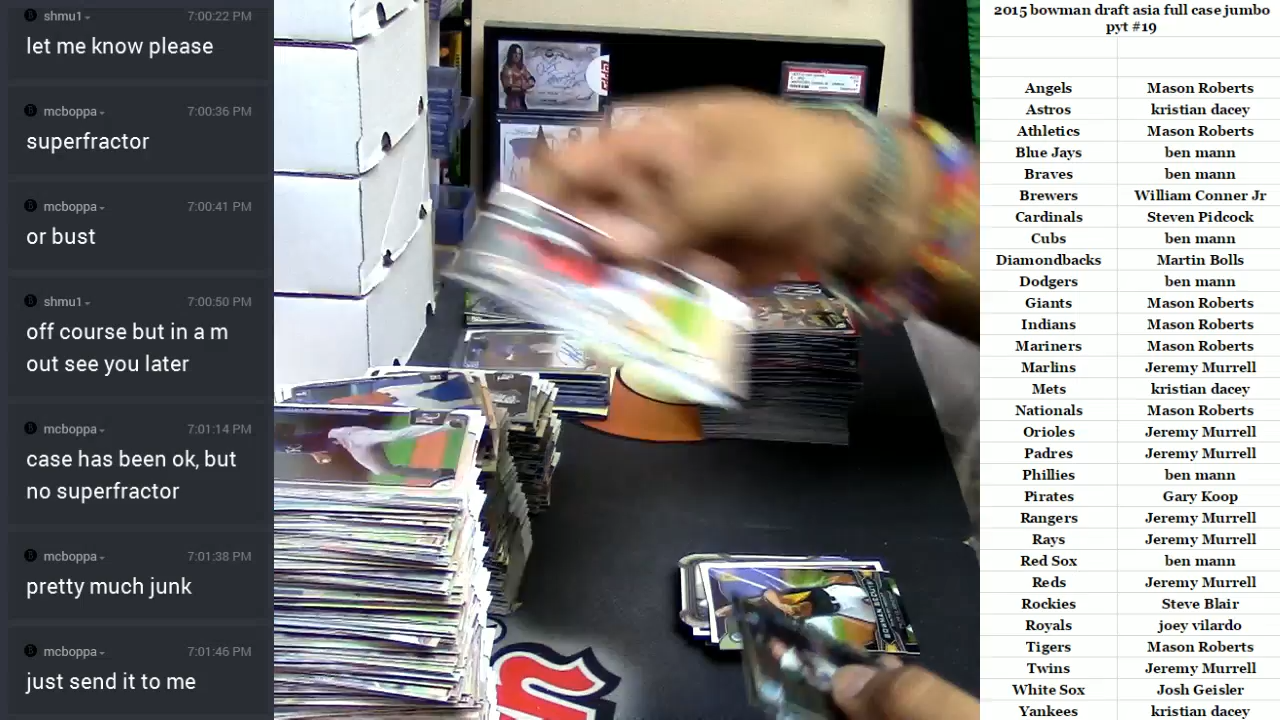 shmu1
7:00:22 PM
let me know please
mcboppa
7:00:36 PM
superfractor
mcboppa
7:00:41 PM
or bust
shmu1
7:00:50 PM
off course but in a m
out see you later
mcboppa
7:01:14 PM
case has been ok, but
no superfractor
mcboppa
7:01:38 PM
pretty much junk
mcboppa
7:01:46 PM
just send it to me
2015 bowman draft asia full case jumbo
pyt #19
Angels Mason Roberts
Astros kristian dacey
Athletics Mason Roberts
Blue Jays ben mann
Braves ben mann
Brewers William Conner Jr
Cardinals Steven Pidcock
Cubs ben mann
Diamondbacks Martin Bolls
Dodgers ben mann
Giants Mason Roberts
Indians Mason Roberts
Mariners Mason Roberts
Marlins Jeremy Murrell
Mets kristian dacey
Nationals Mason Roberts
Orioles Jeremy Murrell
Padres Jeremy Murrell
Phillies ben mann
Pirates Gary Koop
Rangers Jeremy Murrell
Rays Jeremy Murrell
Red Sox ben mann
Reds Jeremy Murrell
Rockies Steve Blair
Royals joey vilardo
Tigers Mason Roberts
Twins Jeremy Murrell
White Sox Josh Geisler
Yankees kristian dacey